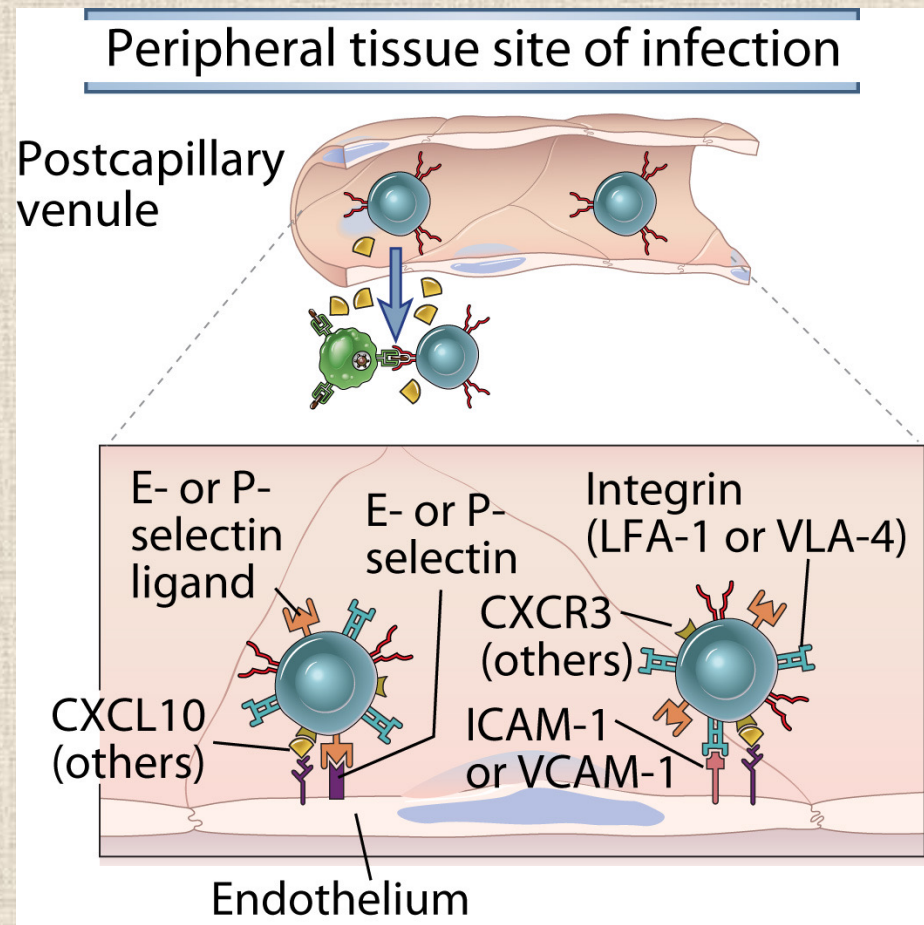 Peripheral tissue site of infection
Postcapillary
venule
E- or P-
selectin
ligand
E- or P-
selectin
Integrin
(LFA-1 or VLA-4)
CXCR3
(others)
CXCL10
(others)
ICAM-1
or VCAM-1
Endothelium